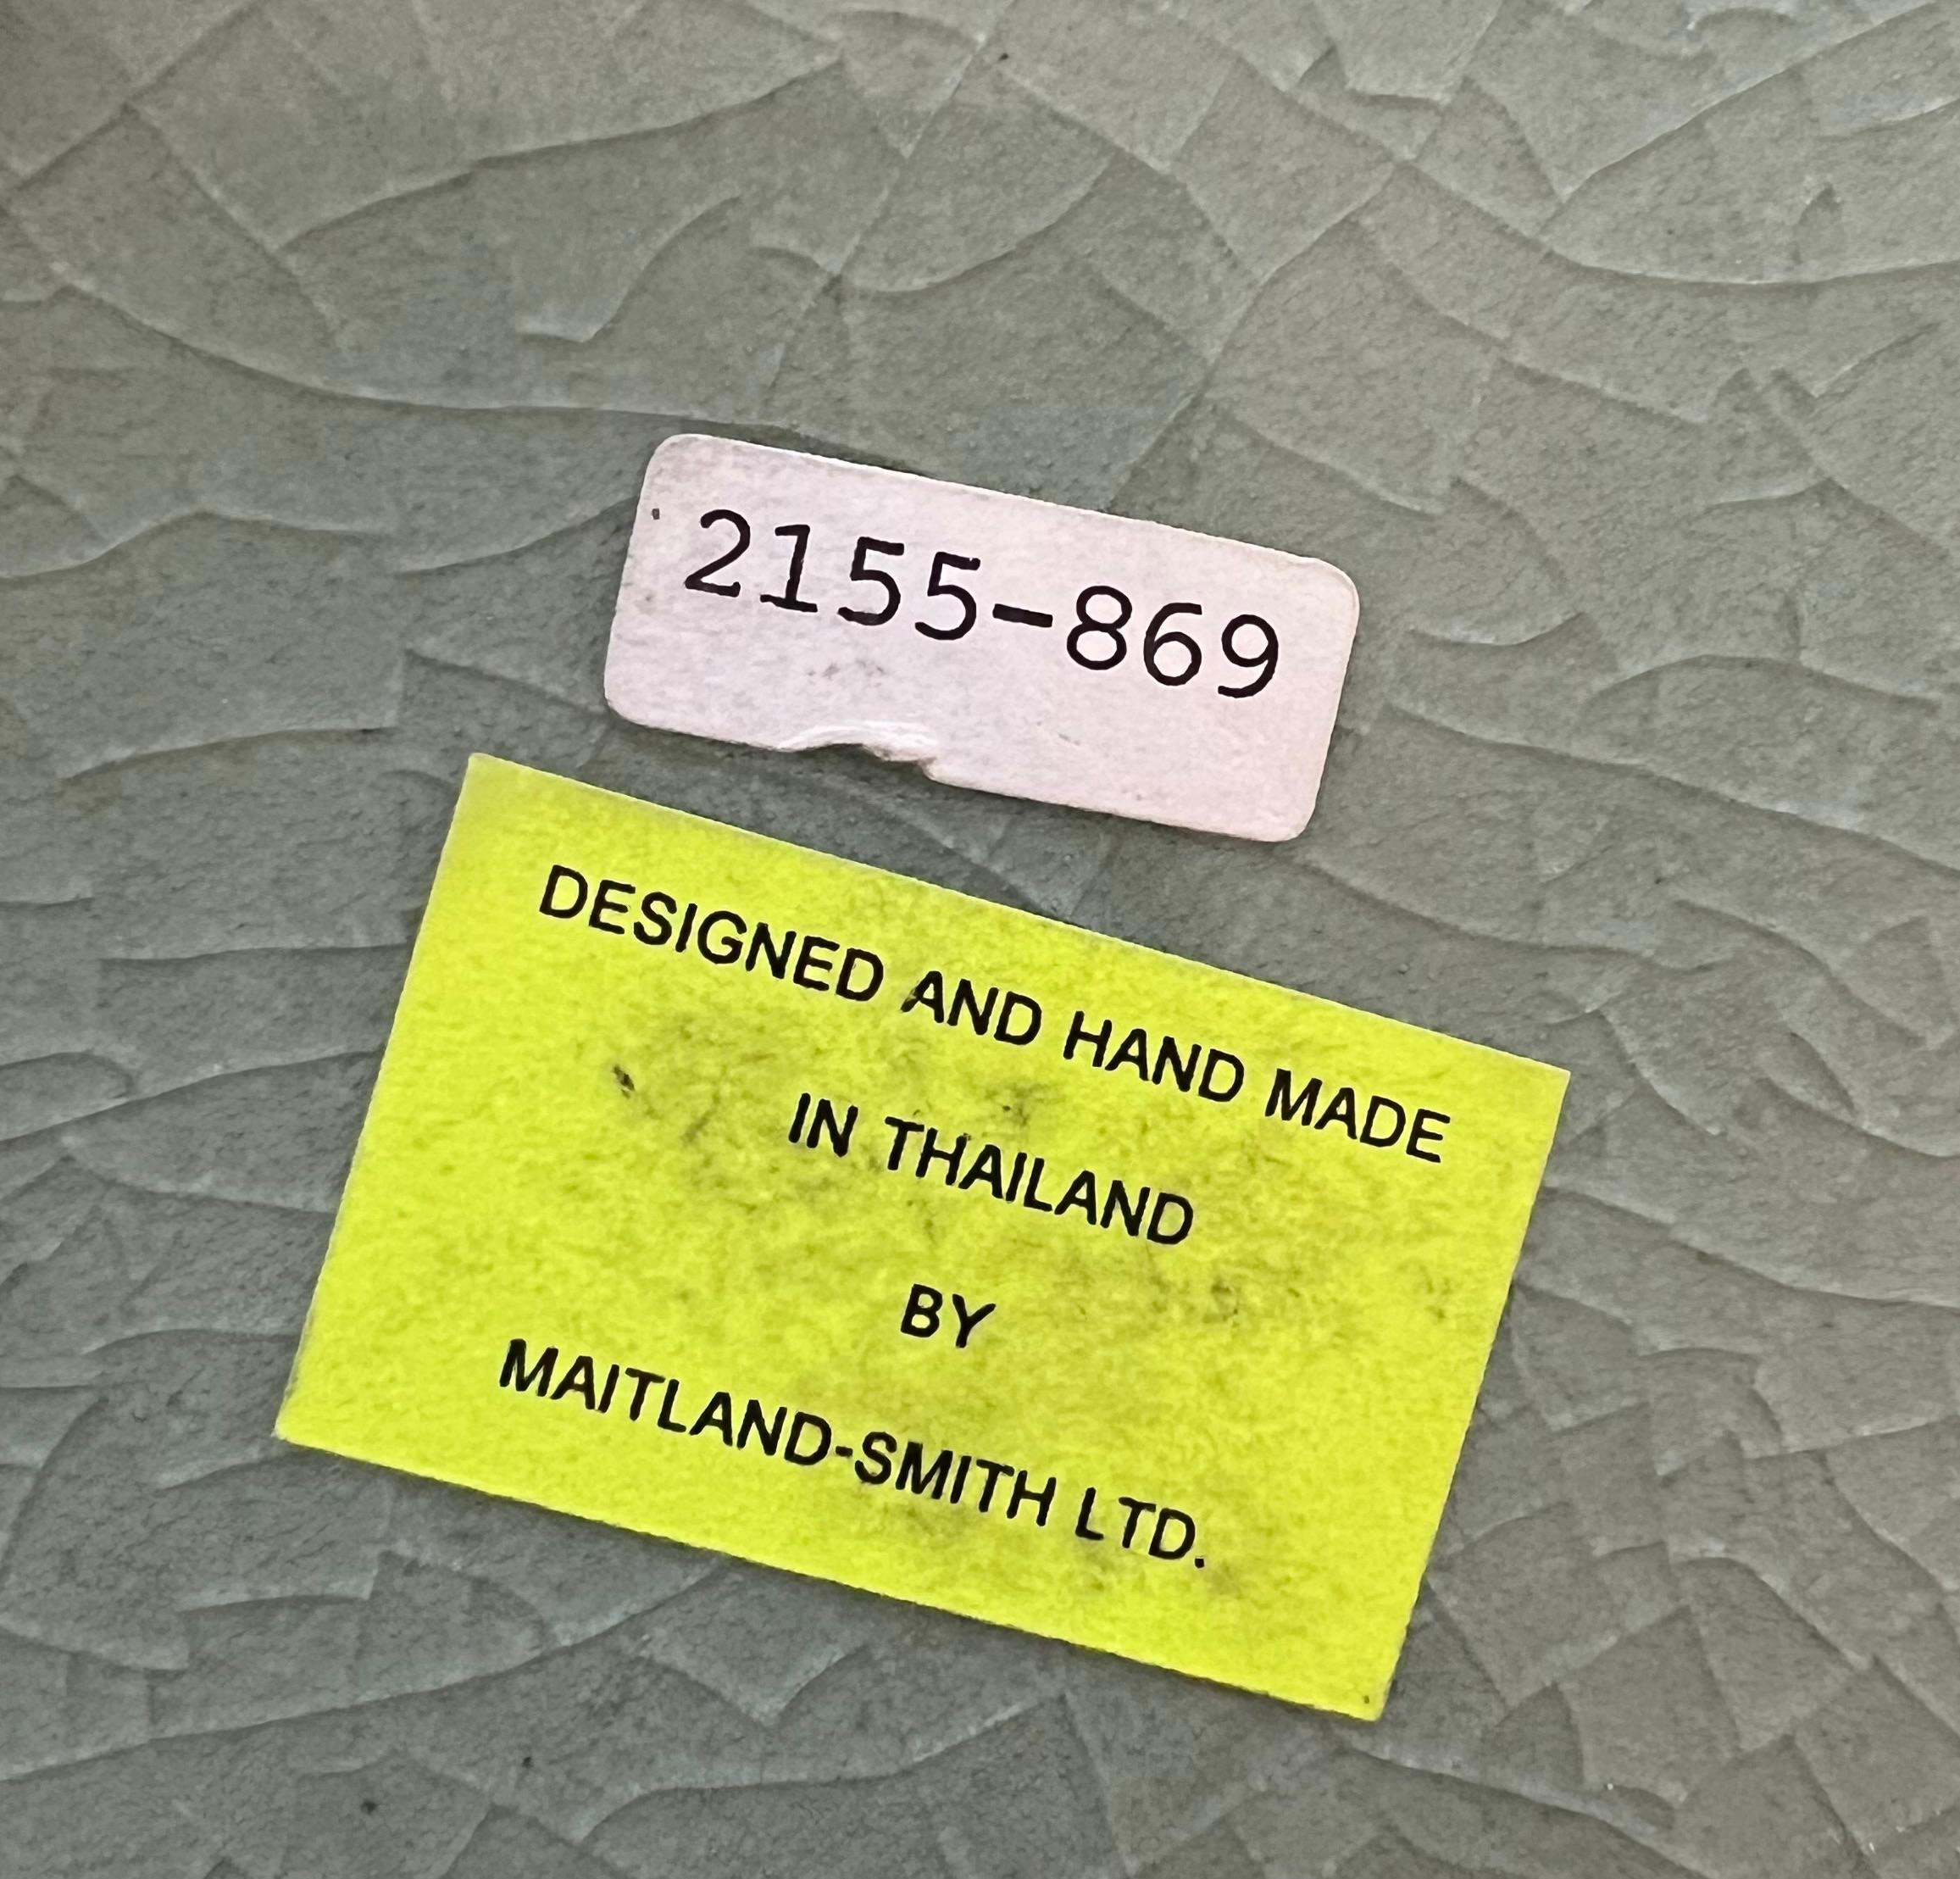 2155-869
DESIGNED AND HAND MADE
IN THAILAND
BY
MAITLAND-SMITH LTD.